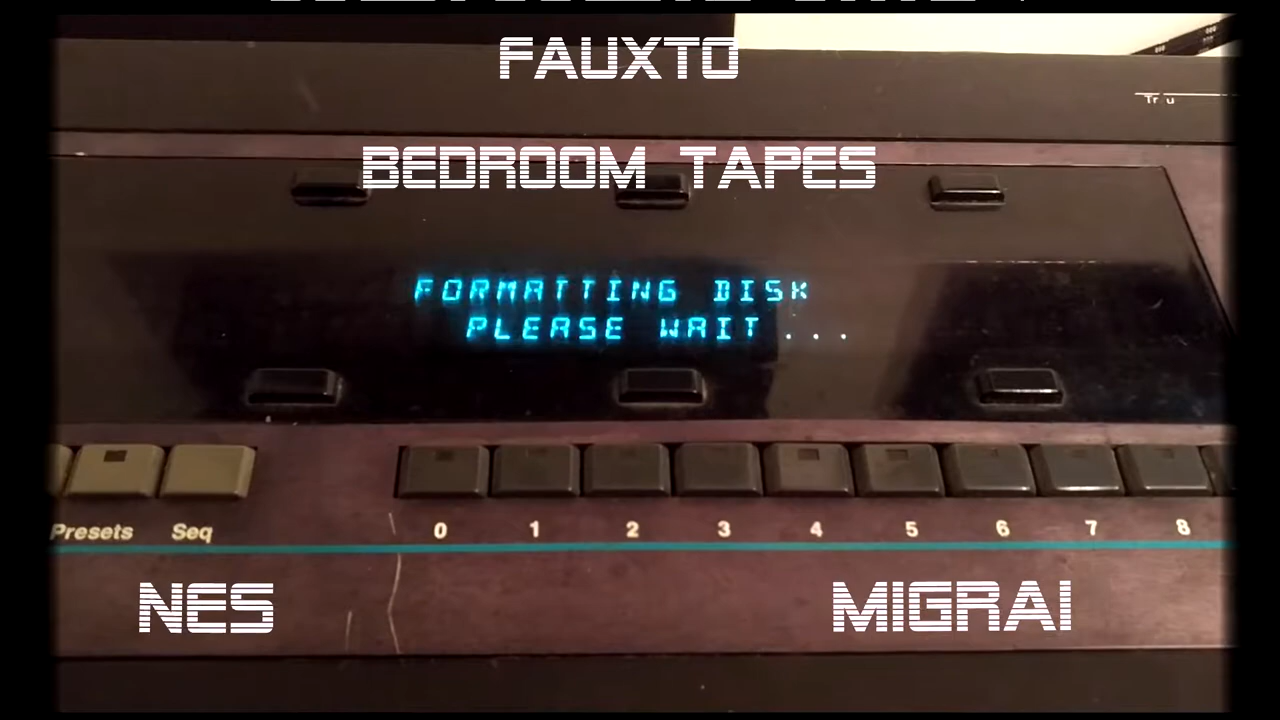 FAUXTO
BEDROOM TAPES
FORMATTING DISK
PLEASE WAIT...
Presets Seq 0 1 2 3 4 5 6 7 8
NES MIGRAI